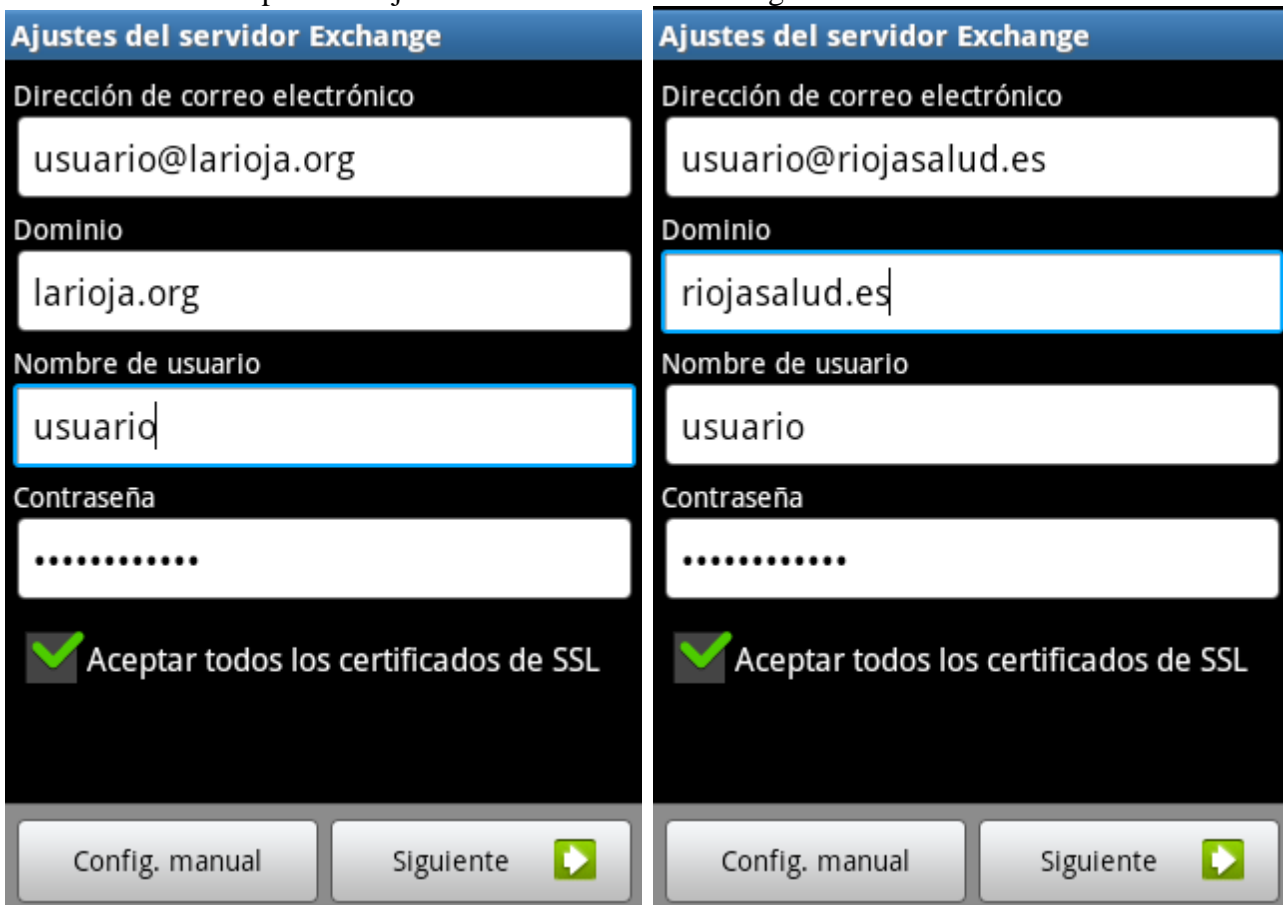 Ajustes del servidor Exchange
Dirección de correo electrónico
usuario@larioja.org
Dominio
larioja.org
Nombre de usuario
usuario
Contraseña
••••••••••••
Aceptar todos los certificados de SSL
Config. manual
Siguiente
Ajustes del servidor Exchange
Dirección de correo electrónico
usuario@riojasalud.es
Dominio
riojasalud.es
Nombre de usuario
usuario
Contraseña
••••••••••••
Aceptar todos los certificados de SSL
Config. manual
Siguiente